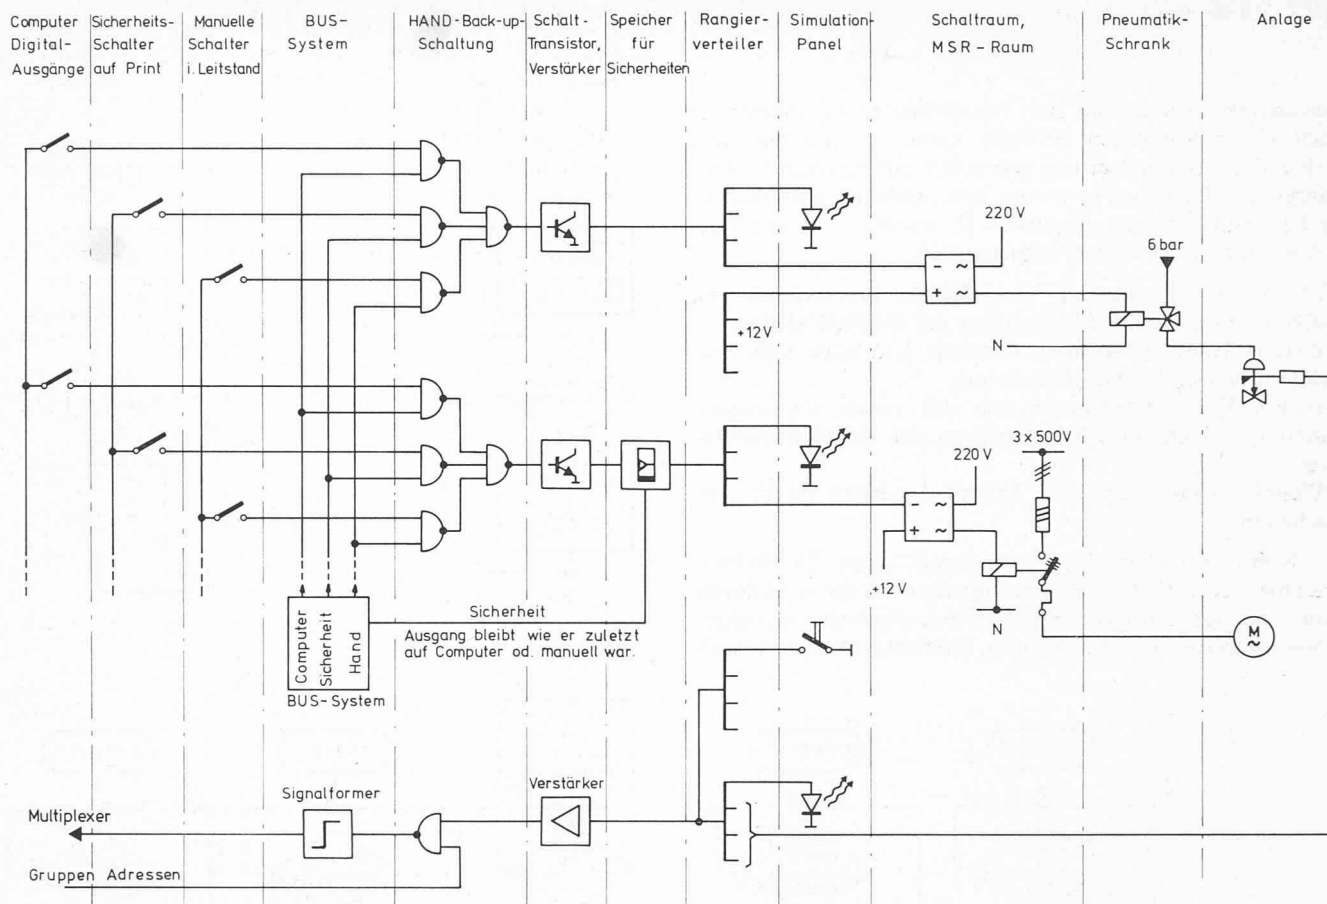 Computer
Digital-
Ausgänge
Sicherheits-
Schalter
auf Print
Manuelle
Schalter
i. Leitstand
BUS-
System
HAND-Back-up-
Schaltung
Schalt-
Transistor,
Verstärker
Speicher
für
Sicherheiten
Rangier-
verteiler
Simulation-
Panel
Schaltraum,
MSR-Raum
Pneumatik-
Schrank
Anlage
220 V
6 bar
- ~
+ ~
+12V
N
3 x 500V
220 V
- ~
+ ~
+12 V
N
Computer
Sicherheit
Hand
BUS-System
Sicherheit
Ausgang bleibt wie er zuletzt
auf Computer od. manuell war.
M
~
Signalformer
Verstärker
Multiplexer
Gruppen Adressen